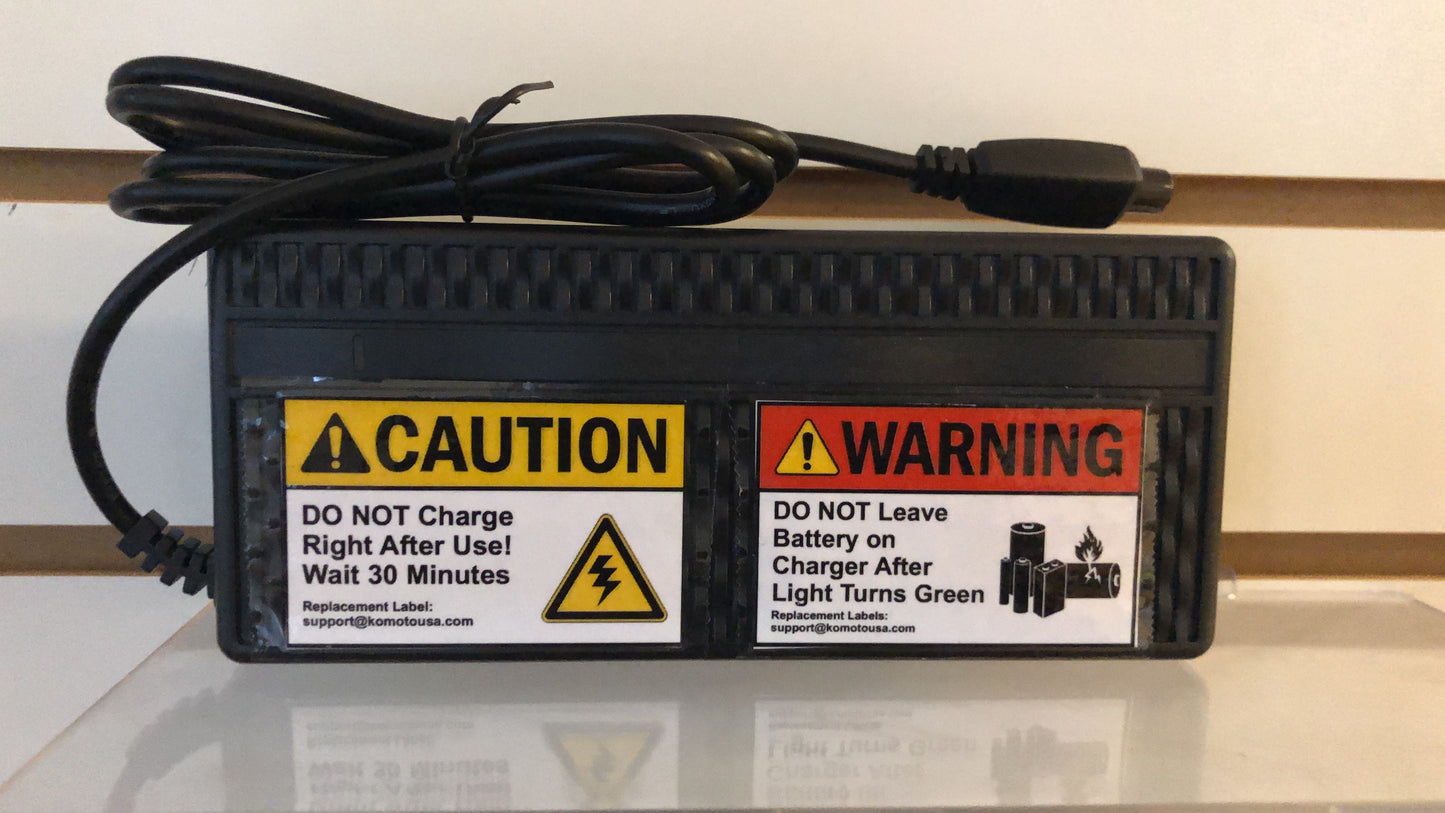 CAUTION
DO NOT Charge
Right After Use!
Wait 30 Minutes
Replacement Label:
support@komotousa.com
WARNING
DO NOT Leave
Battery on
Charger After
Light Turns Green
Replacement Labels:
support@komotousa.com